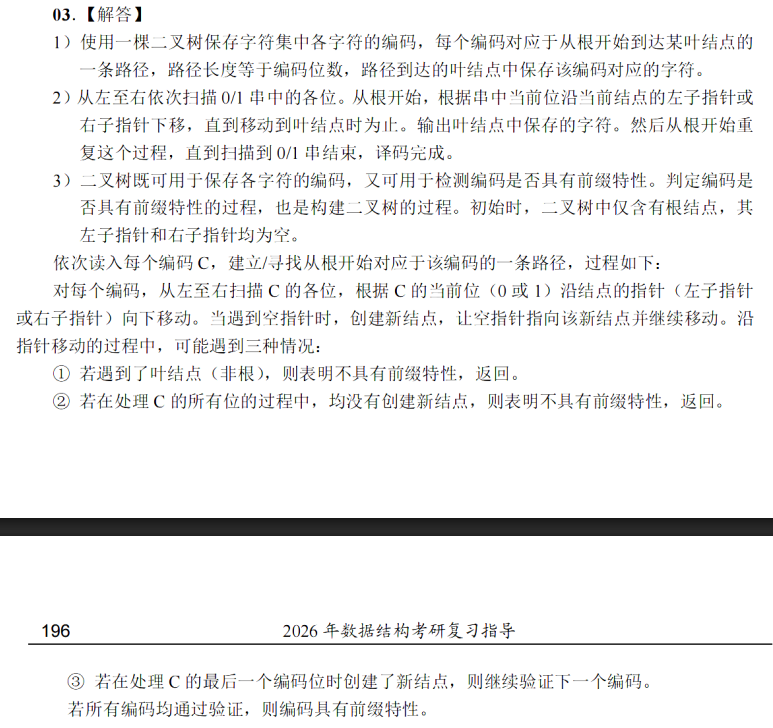 03．【解答】
1）使用一棵二叉树保存字符集中各字符的编码，每个编码对应于从根开始到达某叶结点的
一条路径，路径长度等于编码位数，路径到达的叶结点中保存该编码对应的字符。
2）从左至右依次扫描 0/1 串中的各位。从根开始，根据串中当前位沿当前结点的左子指针或
右子指针下移，直到移动到叶结点时为止。输出叶结点中保存的字符。然后从根开始重
复这个过程，直到扫描到 0/1 串结束，译码完成。
3）二叉树既可用于保存各字符的编码，又可用于检测编码是否具有前缀特性。判定编码是
否具有前缀特性的过程，也是构建二叉树的过程。初始时，二叉树中仅含有根结点，其
左子指针和右子指针均为空。
依次读入每个编码 C，建立/寻找从根开始对应于该编码的一条路径，过程如下：
对每个编码，从左至右扫描 C 的各位，根据 C 的当前位（0 或 1）沿结点的指针（左子指针
或右子指针）向下移动。当遇到空指针时，创建新结点，让空指针指向该新结点并继续移动。沿
指针移动的过程中，可能遇到三种情况：
① 若遇到了叶结点（非根），则表明不具有前缀特性，返回。
② 若在处理 C 的所有位的过程中，均没有创建新结点，则表明不具有前缀特性，返回。
196 2026 年数据结构考研复习指导
③ 若在处理 C 的最后一个编码位时创建了新结点，则继续验证下一个编码。
若所有编码均通过验证，则编码具有前缀特性。